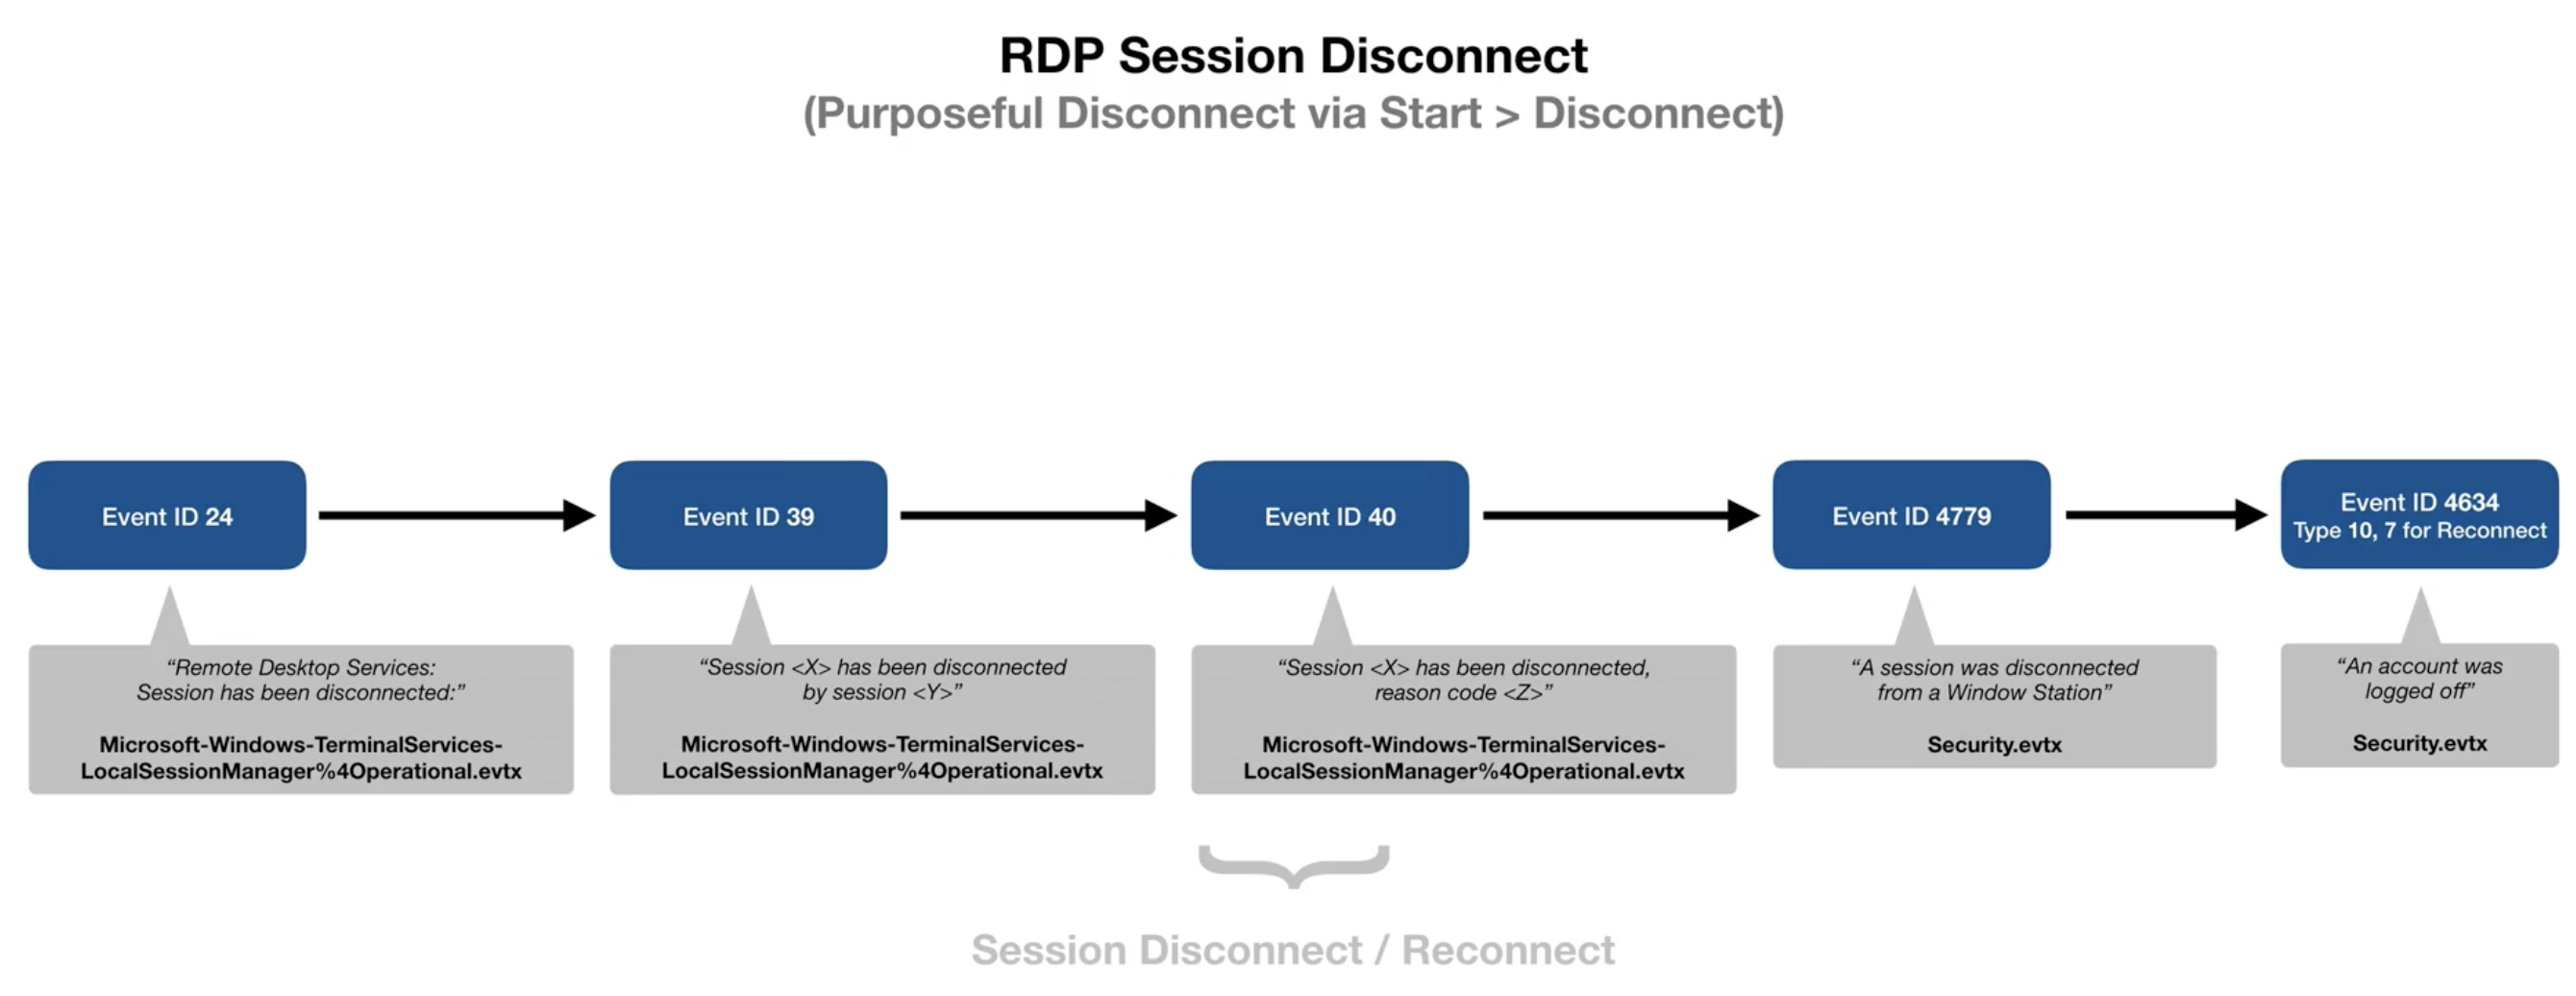 RDP Session Disconnect
(Purposeful Disconnect via Start > Disconnect)
Event ID 24
Event ID 39
Event ID 40
Event ID 4779
Event ID 4634
Type 10, 7 for Reconnect
“Remote Desktop Services:
Session has been disconnected:”
Microsoft-Windows-TerminalServices-
LocalSessionManager%4Operational.evtx
“Session <X> has been disconnected
by session <Y>”
Microsoft-Windows-TerminalServices-
LocalSessionManager%4Operational.evtx
“Session <X> has been disconnected,
reason code <Z>”
Microsoft-Windows-TerminalServices-
LocalSessionManager%4Operational.evtx
“A session was disconnected
from a Window Station”
Security.evtx
“An account was
logged off”
Security.evtx
Session Disconnect / Reconnect